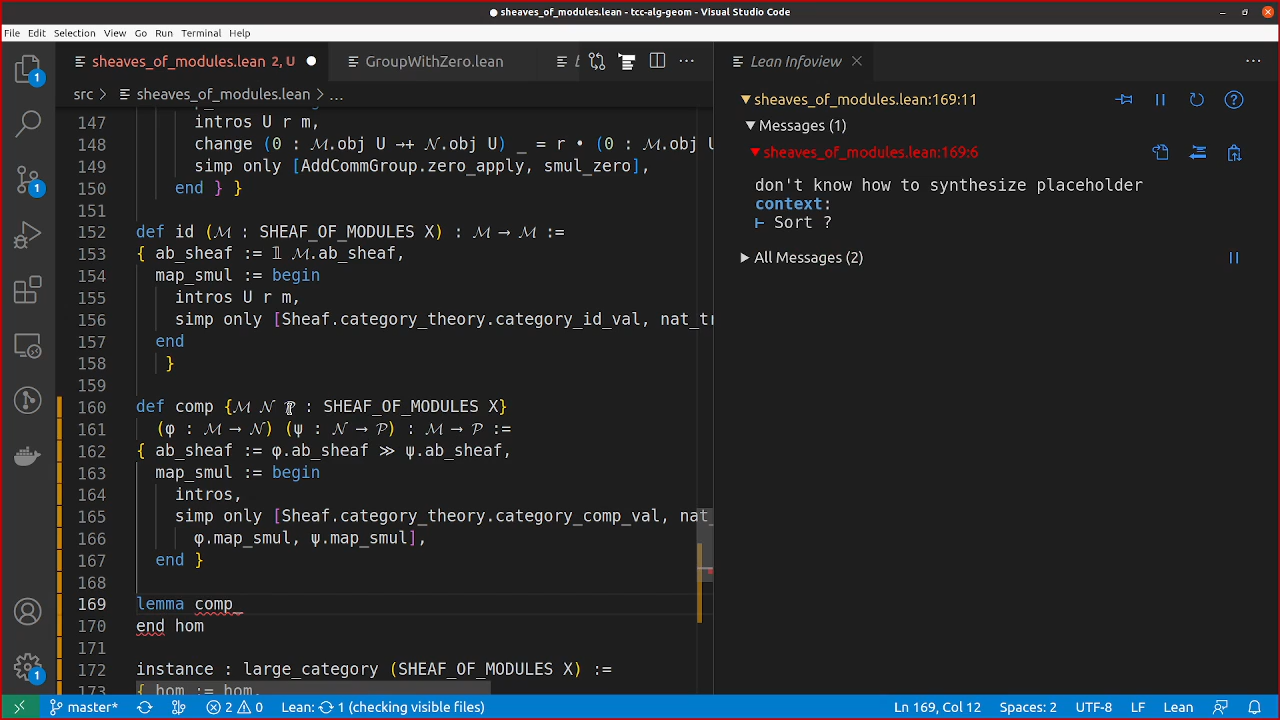 ● sheaves_of_modules.lean - tcc-alg-geom - Visual Studio Code
File Edit Selection View Go Run Terminal Help
sheaves_of_modules.lean 2, U ● GroupWithZero.lean
Lean Infoview
src > sheaves_of_modules.lean > ...
147
148 change (0 : ℳ.obj U ⟶+ 𝒩.obj U) _ = r • (0 : ℳ.obj U
intros U r m,
149 simp only [AddCommGroup.zero_apply, smul_zero],
150 end } }
151
152 def id (ℳ : SHEAF_OF_MODULES X) : ℳ ⟶ ℳ :=
153 { ab_sheaf := 𝟙 ℳ.ab_sheaf,
154 map_smul := begin
155 intros U r m,
156 simp only [Sheaf.category_theory.category_id_val, nat_tr
157 end
158 }
159
160 def comp {ℳ 𝒩 𝒫 : SHEAF_OF_MODULES X}
161 (φ : ℳ ⟶ 𝒩) (ψ : 𝒩 ⟶ 𝒫) : ℳ ⟶ 𝒫 :=
162 { ab_sheaf := φ.ab_sheaf ≫ ψ.ab_sheaf,
163 map_smul := begin
164 intros,
165 simp only [Sheaf.category_theory.category_comp_val, nat_
166 φ.map_smul, ψ.map_smul],
167 end }
168
169 lemma comp_
170 end hom
171
172 instance : large_category (SHEAF_OF_MODULES X) :=
173 { hom := hom,
sheaves_of_modules.lean:169:11
Messages (1)
sheaves_of_modules.lean:169:6
don't know how to synthesize placeholder
context:
⊢ Sort ?
All Messages (2)
1
1
1
master* 2 0 Lean: 1 (checking visible files) Ln 169, Col 12 Spaces: 2 UTF-8 LF Lean